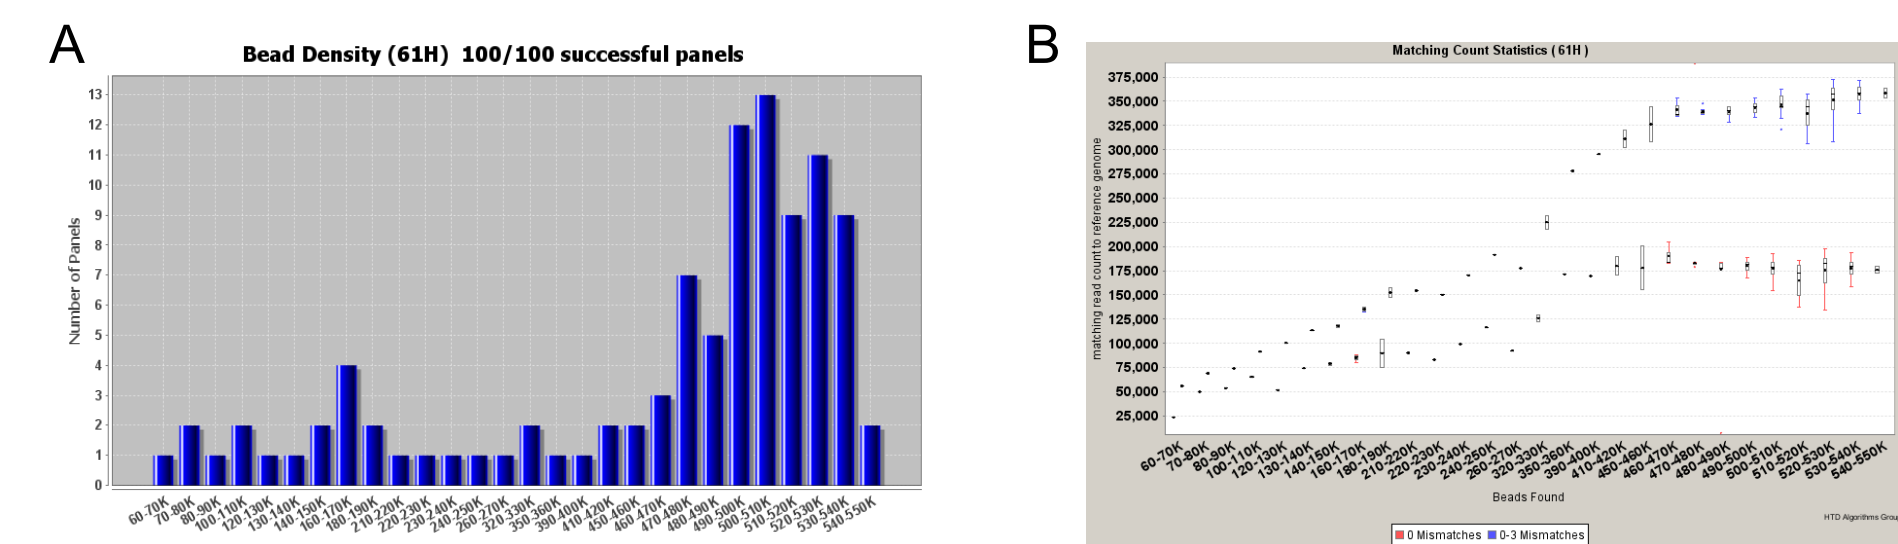 A
Bead Density (61H) 100/100 successful panels
Number of Panels
13
12
11
10
9
8
7
6
5
4
3
2
1
0
60-70K
70-80K
80-90K
100-110K
120-130K
130-140K
140-150K
160-170K
180-190K
210-220K
220-230K
230-240K
240-250K
260-270K
320-330K
350-360K
390-400K
410-420K
450-460K
460-470K
470-480K
480-490K
490-500K
500-510K
510-520K
520-530K
530-540K
540-550K
B
Matching Count Statistics ( 61H )
matching read count to reference genome
375,000
350,000
325,000
300,000
275,000
250,000
225,000
200,000
175,000
150,000
125,000
100,000
75,000
50,000
25,000
60-70K
70-80K
80-90K
100-110K
120-130K
130-140K
140-150K
160-170K
180-190K
210-220K
220-230K
230-240K
240-250K
260-270K
320-330K
350-360K
390-400K
410-420K
450-460K
460-470K
470-480K
480-490K
490-500K
500-510K
510-520K
520-530K
530-540K
540-550K
Beads Found
HTD Algorithms Grou
0 Mismatches 0-3 Mismatches